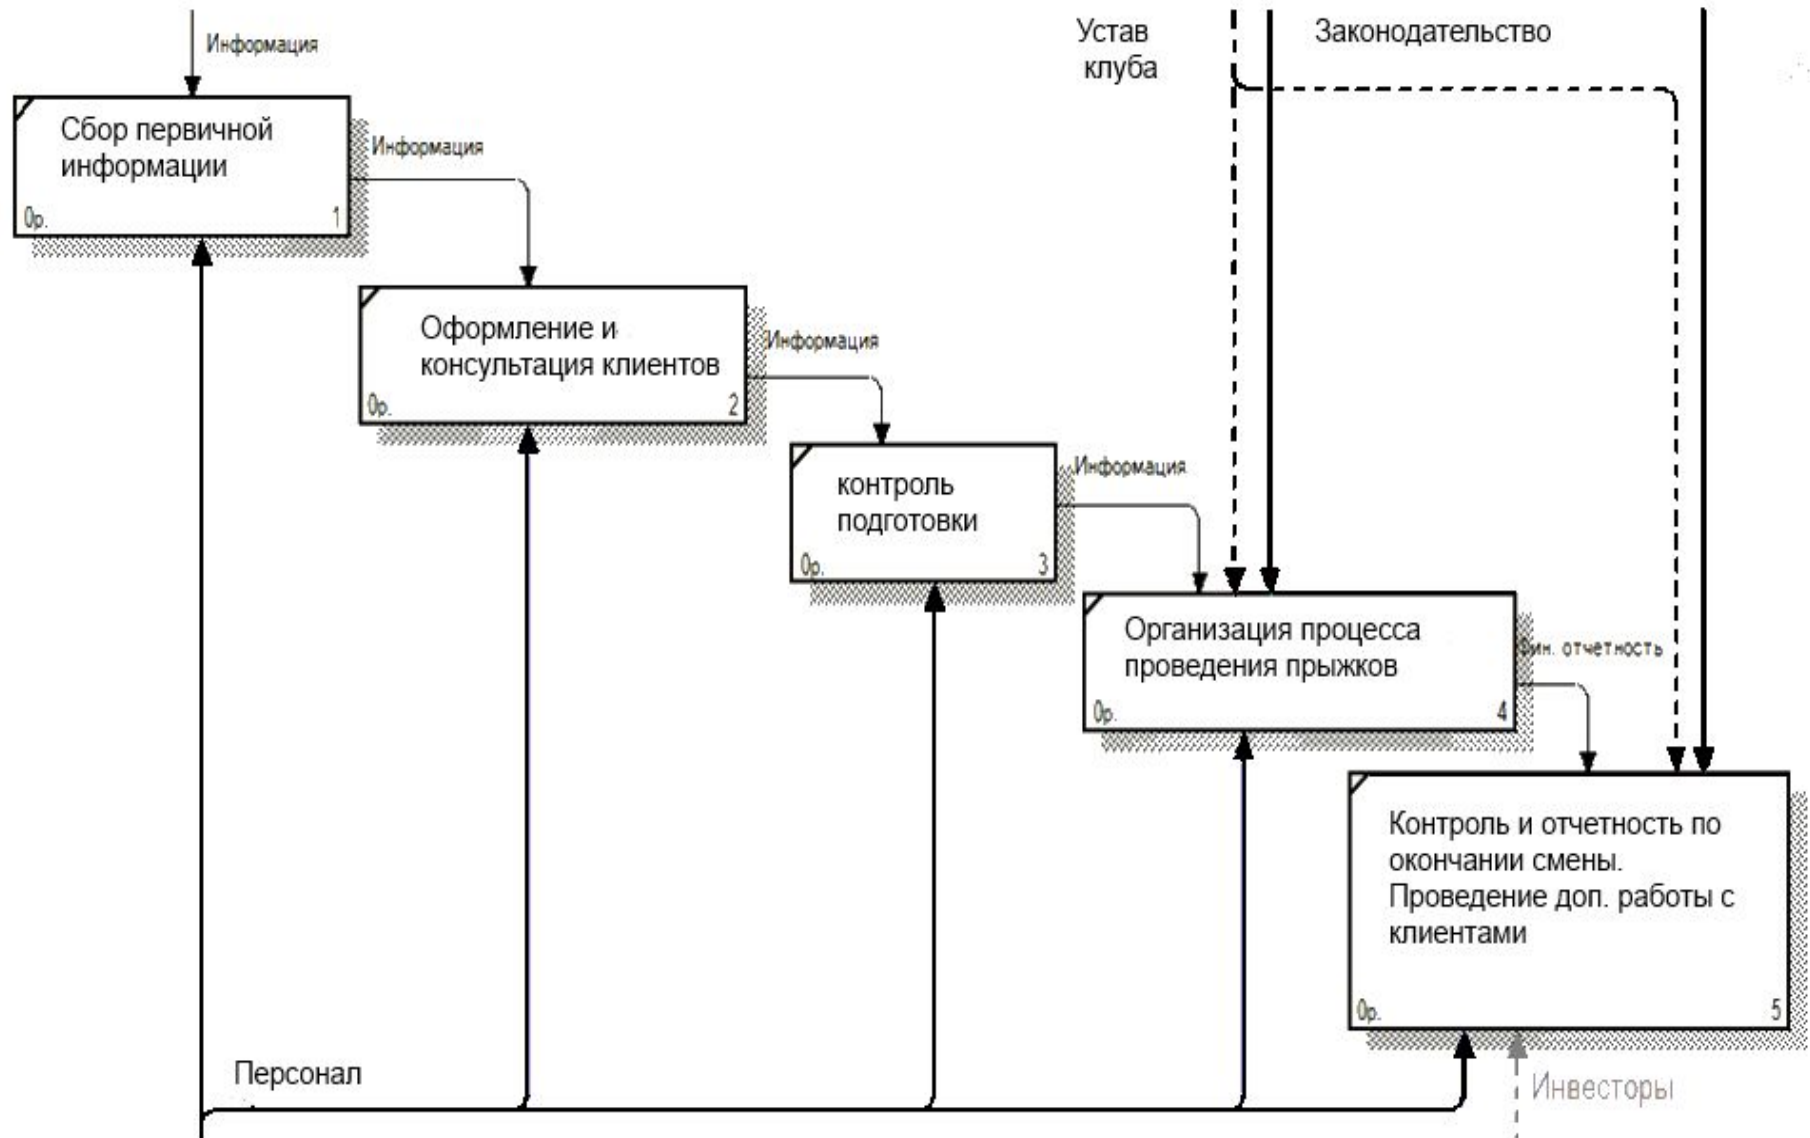 Информация
Устав
клуба
Законодательство
Сбор первичной
информации
0р.
1
Информация
Оформление и
консультация клиентов
0р.
2
Информация
контроль
подготовки
0р.
3
Информация
Организация процесса
проведения прыжков
0р.
4
отчетность
Контроль и отчетность по
окончании смены.
Проведение доп. работы с
клиентами
0р.
5
Персонал
Инвесторы